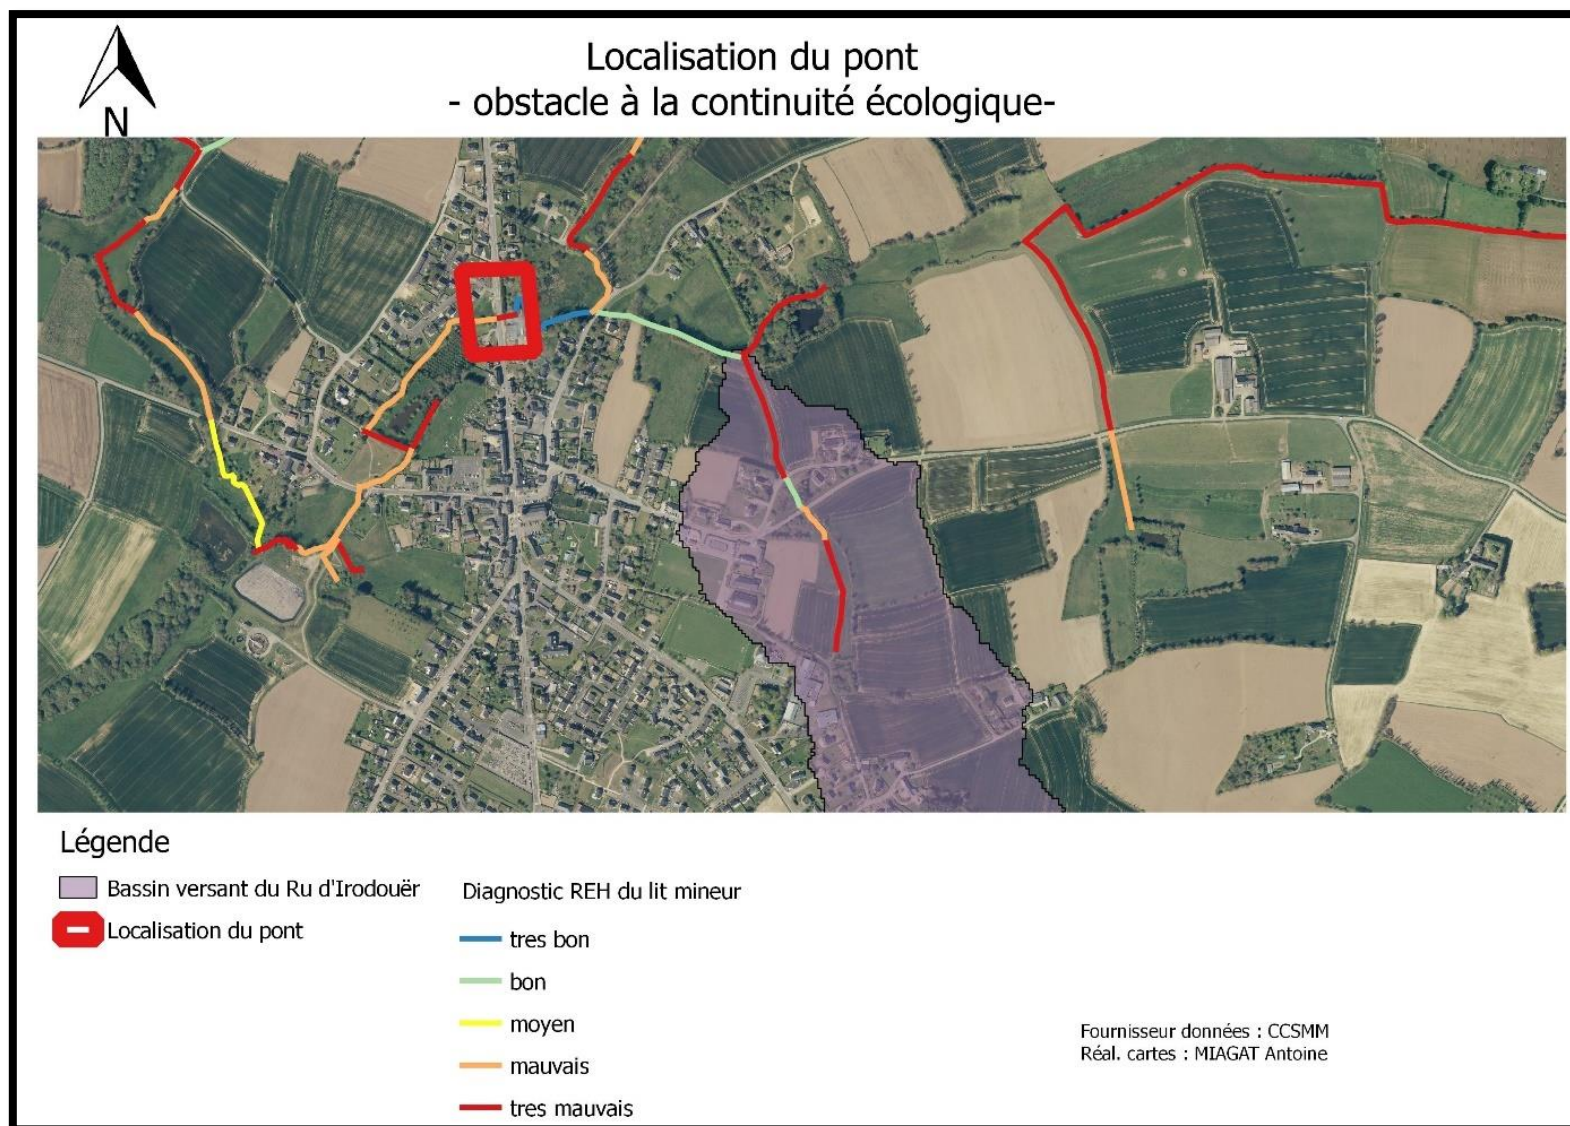 Localisation du pont
- obstacle à la continuité écologique-
N
Légende
Bassin versant du Ru d'Irodouër
Localisation du pont
Diagnostic REH du lit mineur
tres bon
bon
moyen
mauvais
tres mauvais
Fournisseur données : CCSMM
Réal. cartes : MIAGAT Antoine